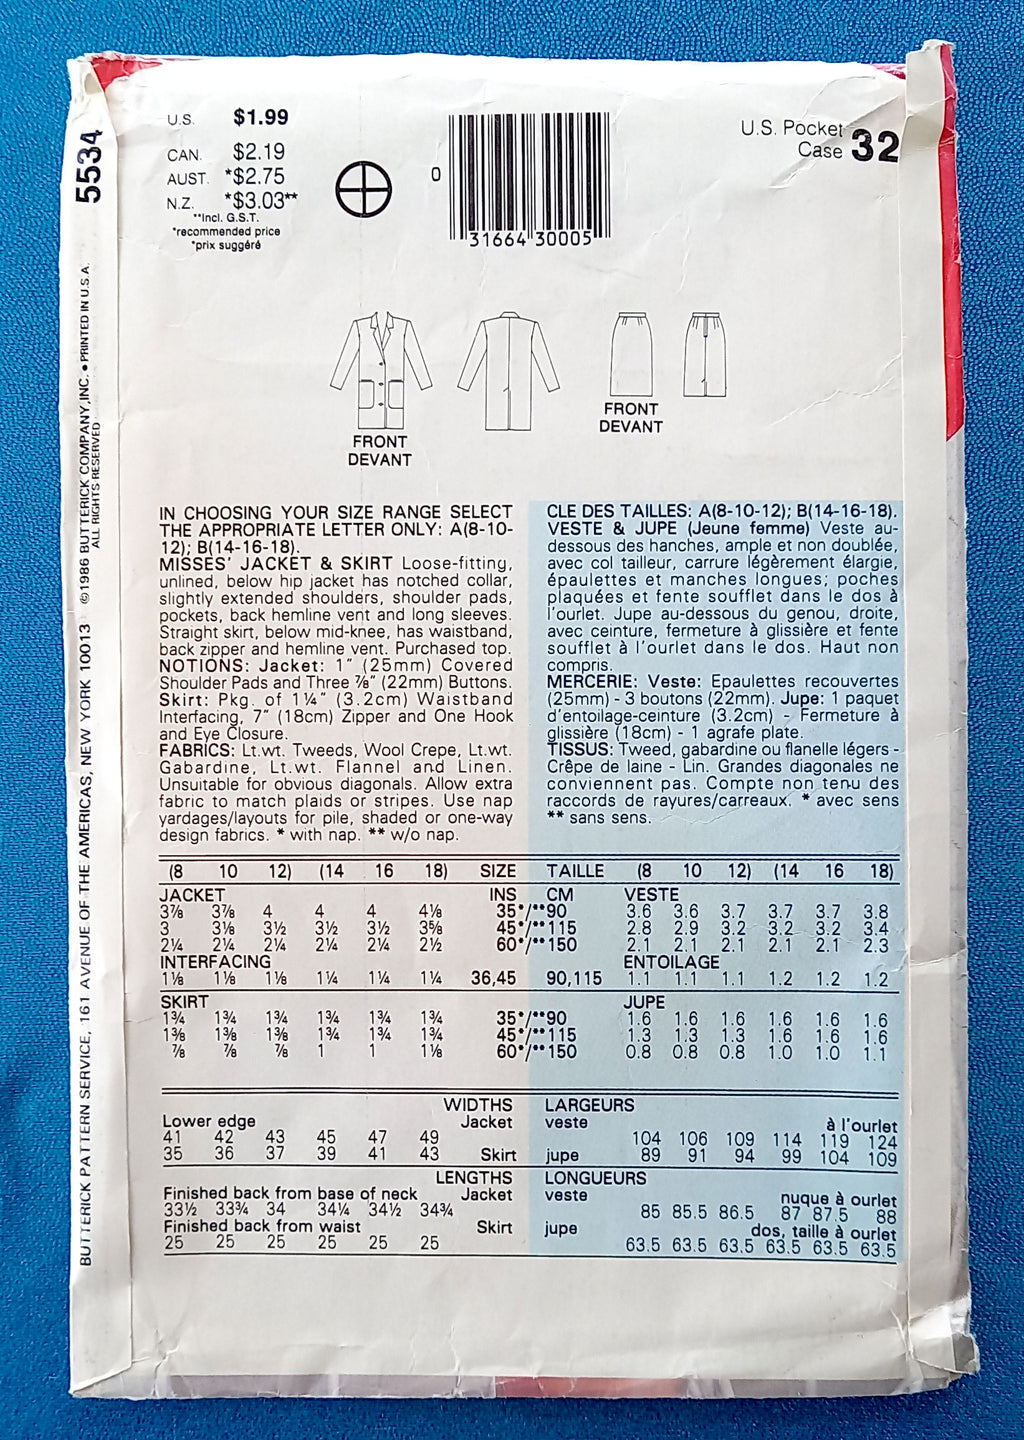 U.S. $1.99
CAN. $2.19
AUST. *$2.75
N.Z. *$3.03**
**Incl. G.S.T.
*recommended price
*prix suggéré
0
31664 30005
U.S. Pocket
Case 32
5534
©1986 BUTTERICK COMPANY, INC. • PRINTED IN U.S.A.
ALL RIGHTS RESERVED
BUTTERICK PATTERN SERVICE, 161 AVENUE OF THE AMERICAS, NEW YORK 10013
FRONT
DEVANT
FRONT
DEVANT
IN CHOOSING YOUR SIZE RANGE SELECT
THE APPROPRIATE LETTER ONLY: A(8-10-
12); B(14-16-18).
MISSES' JACKET & SKIRT Loose-fitting,
unlined, below hip jacket has notched collar,
slightly extended shoulders, shoulder pads,
pockets, back hemline vent and long sleeves.
Straight skirt, below mid-knee, has waistband,
back zipper and hemline vent. Purchased top.
NOTIONS: Jacket: 1" (25mm) Covered
Shoulder Pads and Three ⅞" (22mm) Buttons.
Skirt: Pkg. of 1¼" (3.2cm) Waistband
Interfacing, 7" (18cm) Zipper and One Hook
and Eye Closure.
FABRICS: Lt.wt. Tweeds, Wool Crepe, Lt.wt.
Gabardine, Lt.wt. Flannel and Linen.
Unsuitable for obvious diagonals. Allow extra
fabric to match plaids or stripes. Use nap
yardages/layouts for pile, shaded or one-way
design fabrics. * with nap. ** w/o nap.
CLE DES TAILLES: A(8-10-12); B(14-16-18).
VESTE & JUPE (Jeune femme) Veste au-
dessous des hanches, ample et non doublée,
avec col tailleur, carrure légèrement élargie,
épaulettes et manches longues; poches
plaquées et fente soufflet dans le dos à
l'ourlet. Jupe au-dessous du genou, droite,
avec ceinture, fermeture à glissière et fente
soufflet à l'ourlet dans le dos. Haut non
compris.
MERCERIE: Veste: Epaulettes recouvertes
(25mm) - 3 boutons (22mm). Jupe: 1 paquet
d'entoilage-ceinture (3.2cm) - Fermeture à
glissière (18cm) - 1 agrafe plate.
TISSUS: Tweed, gabardine ou flanelle légers -
Crêpe de laine - Lin. Grandes diagonales ne
conviennent pas. Compte non tenu des
raccords de rayures/carreaux. * avec sens
** sans sens.
(8 10 12) (14 16 18) SIZE TAILLE (8 10 12) (14 16 18)
JACKET INS CM VESTE
3⅞ 3⅞ 4 4 4 4⅛ 35*/**90 3.6 3.6 3.7 3.7 3.7 3.8
3 3⅛ 3½ 3½ 3½ 3⅝ 45*/**115 2.8 2.9 3.2 3.2 3.2 3.4
2¼ 2¼ 2¼ 2¼ 2¼ 2½ 60*/**150 2.1 2.1 2.1 2.1 2.1 2.3
INTERFACING ENTOILAGE
1⅛ 1⅛ 1⅛ 1¼ 1¼ 1¼ 36,45 90,115 1.1 1.1 1.1 1.2 1.2 1.2
SKIRT JUPE
1¾ 1¾ 1¾ 1¾ 1¾ 1¾ 35*/**90 1.6 1.6 1.6 1.6 1.6 1.6
1⅜ 1⅜ 1⅜ 1¾ 1¾ 1¾ 45*/**115 1.3 1.3 1.3 1.6 1.6 1.6
⅞ ⅞ ⅞ 1 1 1⅛ 60*/**150 0.8 0.8 0.8 1.0 1.0 1.1
WIDTHS LARGEURS
Lower edge Jacket veste à l'ourlet
41 42 43 45 47 49 104 106 109 114 119 124
35 36 37 39 41 43 Skirt jupe 89 91 94 99 104 109
LENGTHS LONGUEURS
Finished back from base of neck Jacket veste nuque à ourlet
33½ 33¾ 34 34¼ 34½ 34¾ 85 85.5 86.5 87 87.5 88
Finished back from waist Skirt jupe dos, taille à ourlet
25 25 25 25 25 25 63.5 63.5 63.5 63.5 63.5 63.5